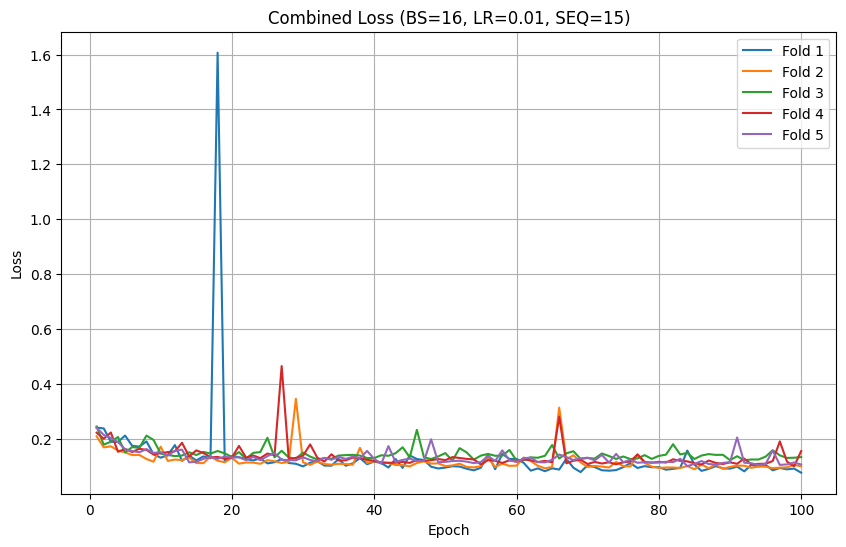 Combined Loss (BS=16, LR=0.01, SEQ=15)
Loss
1.6
1.4
1.2
1.0
0.8
0.6
0.4
0.2
Fold 1
Fold 2
Fold 3
Fold 4
Fold 5
0 20 40 60 80 100
Epoch